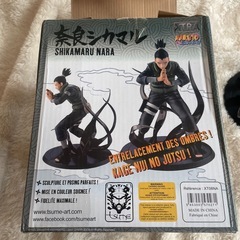 奈良シカマル
SHIKAMARU NARA
XTRA
NARUTO
ENTRELACEMENT DES OMBRES !
KAGE NUI NO JUTSU !
• SCULPTURE ET POSING PARFAITS !
• MISE EN COULEUR SOIGNÉE !
• FIDÉLITÉ MAXIMALE !
tsume
www.tsume-art.com
www.facebook.com/tsumeart
MADE IN CHINA
Fabriqué en Chine